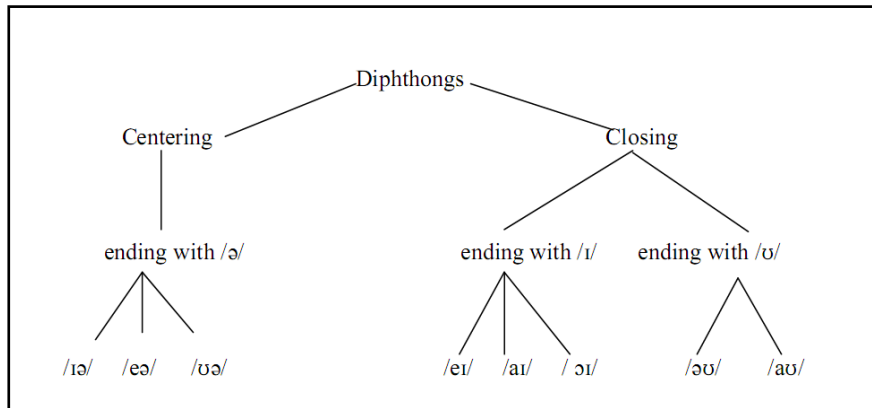 Diphthongs
Centering Closing
ending with /ə/ ending with /ɪ/ ending with /ʊ/
/ɪə/ /eə/ /ʊə/ /eɪ/ /aɪ/ / ɔɪ/ /əʊ/ /aʊ/